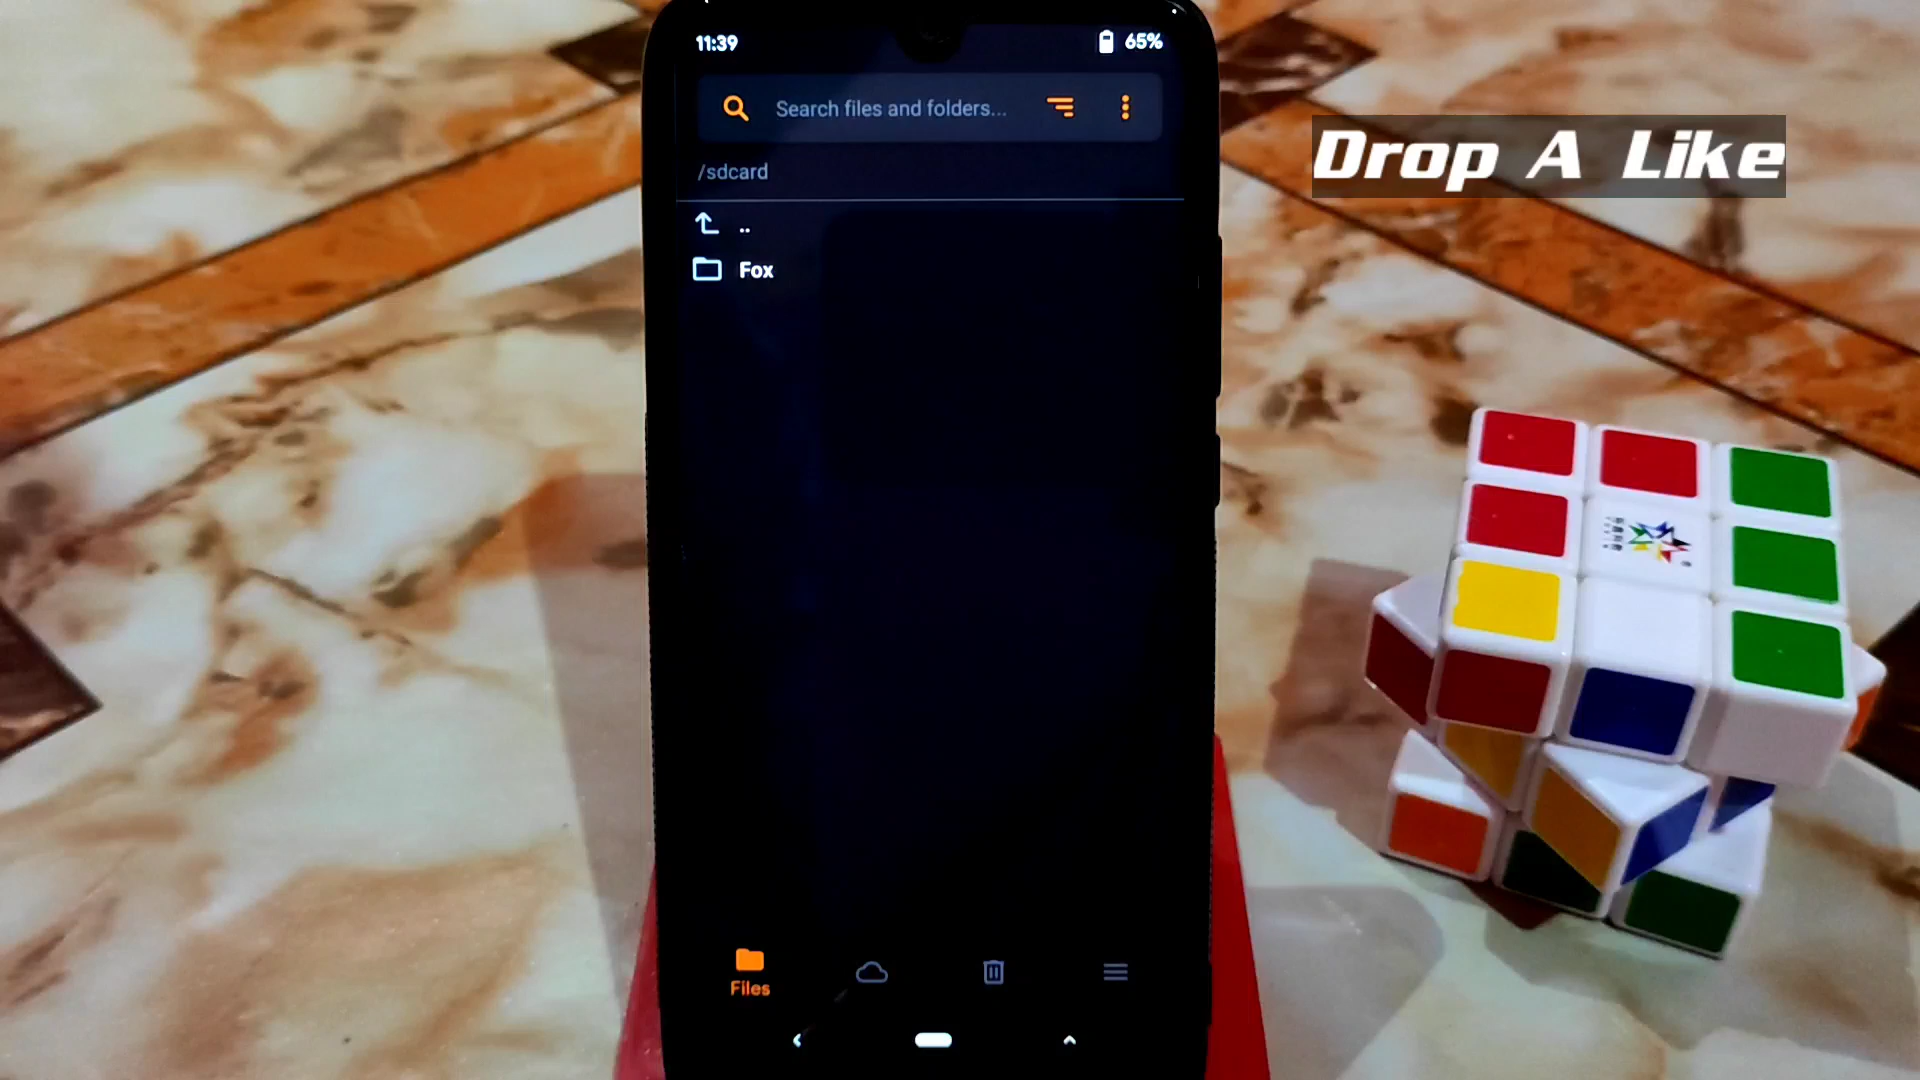 11:39
65%
Search files and folders...
/sdcard
..
Fox
Files
Drop A Like